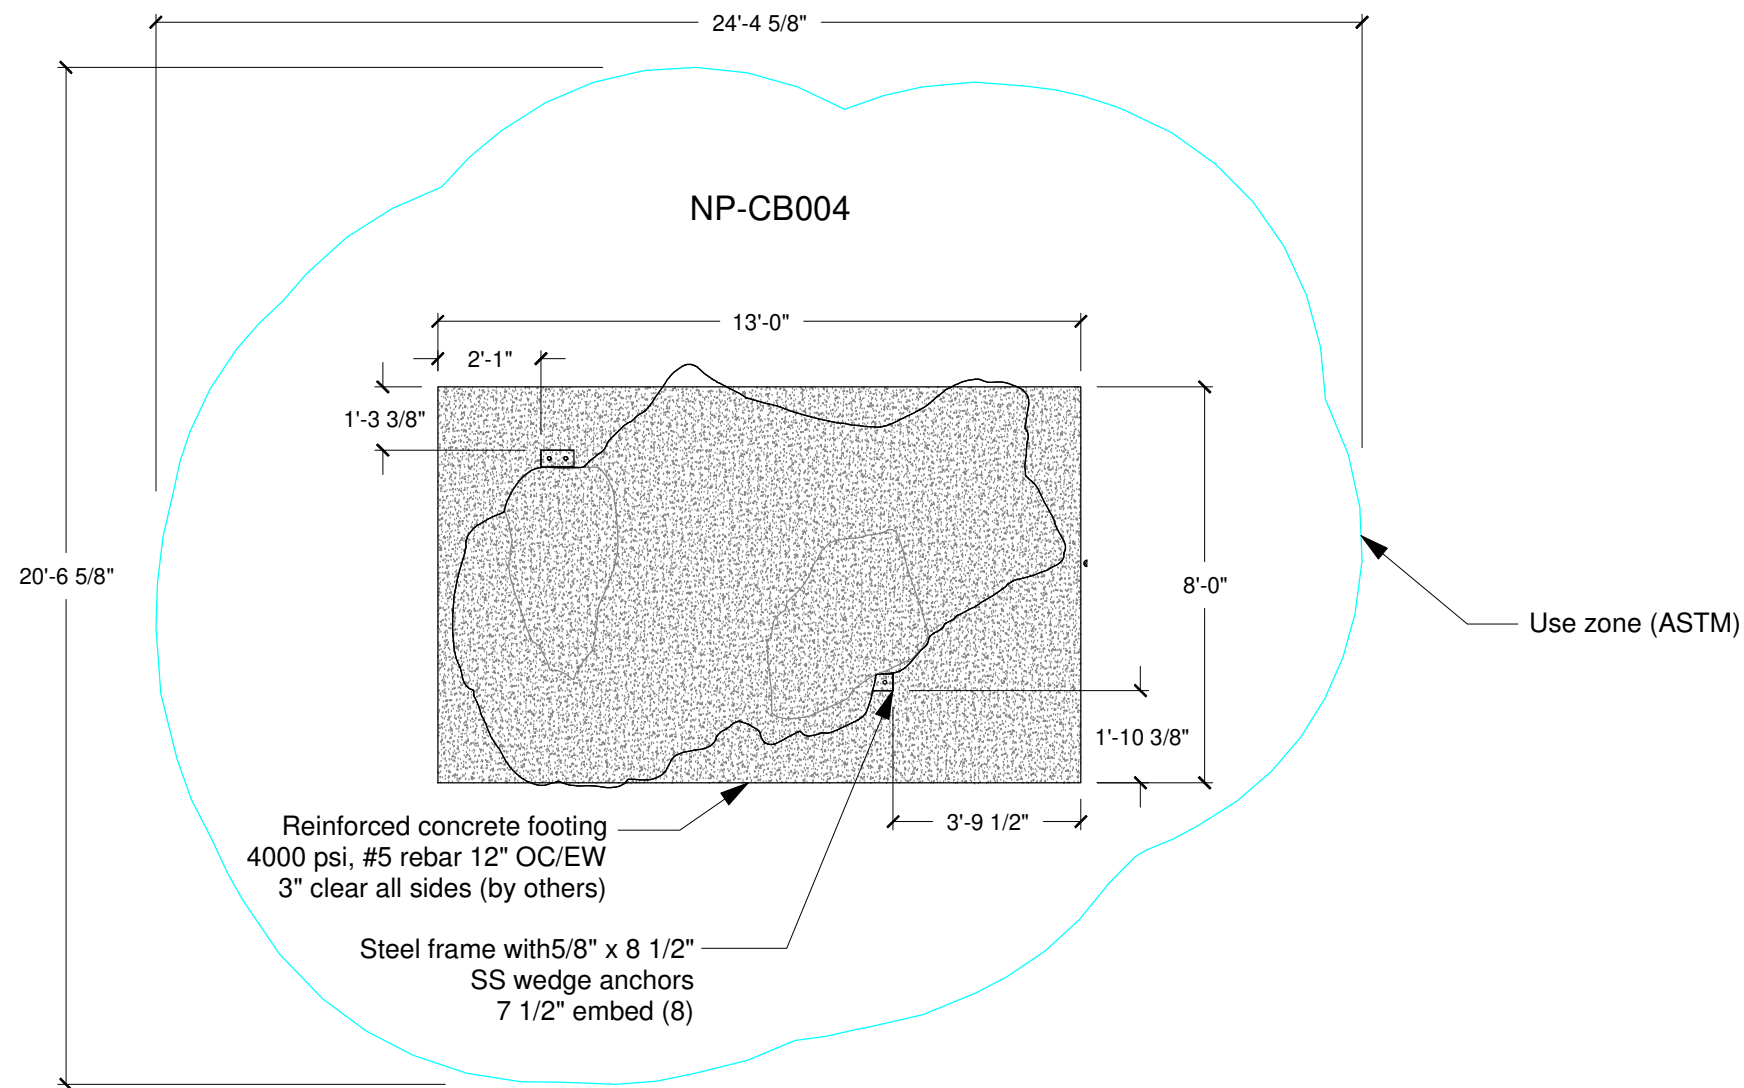 24'-4 5/8"
NP-CB004
13'-0"
2'-1"
1'-3 3/8"
20'-6 5/8"
8'-0"
Use zone (ASTM)
1'-10 3/8"
3'-9 1/2"
Reinforced concrete footing
4000 psi, #5 rebar 12" OC/EW
3" clear all sides (by others)
Steel frame with5/8" x 8 1/2"
SS wedge anchors
7 1/2" embed (8)